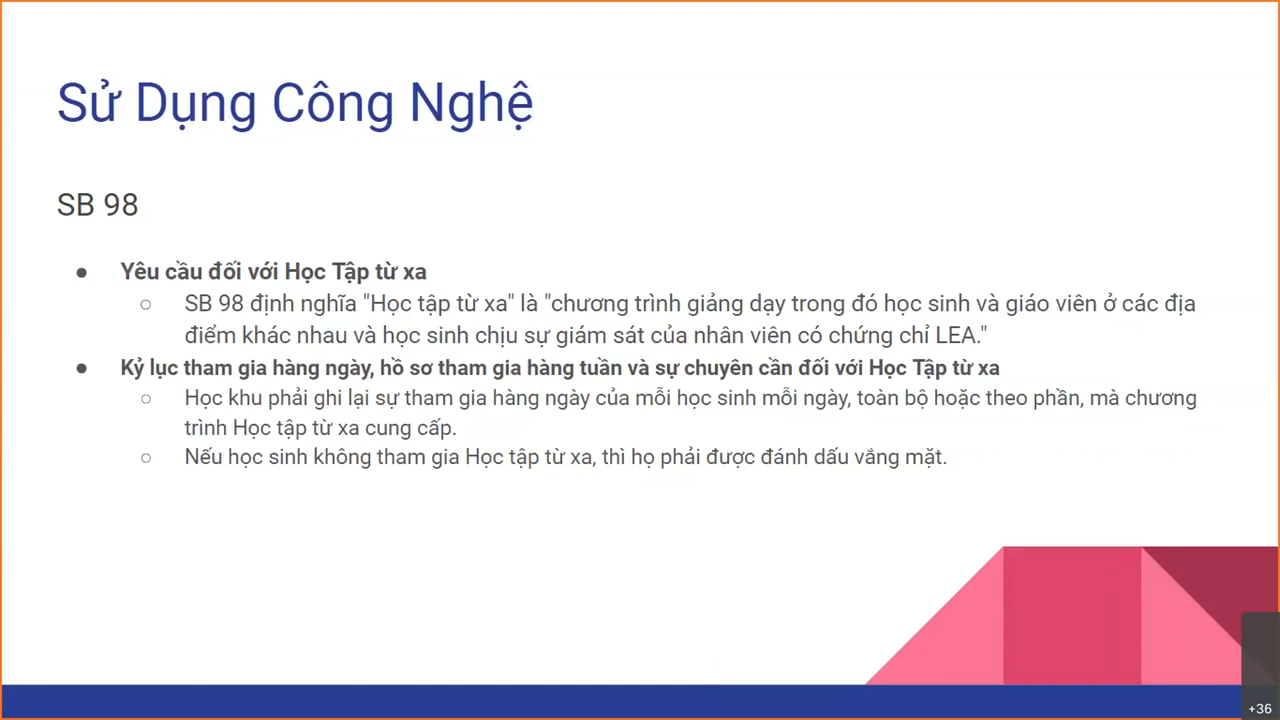 Sử Dụng Công Nghệ
SB 98
● Yêu cầu đối với Học Tập từ xa
○ SB 98 định nghĩa "Học tập từ xa" là "chương trình giảng dạy trong đó học sinh và giáo viên ở các địa
điểm khác nhau và học sinh chịu sự giám sát của nhân viên có chứng chỉ LEA."
● Kỷ lục tham gia hàng ngày, hồ sơ tham gia hàng tuần và sự chuyên cần đối với Học Tập từ xa
○ Học khu phải ghi lại sự tham gia hàng ngày của mỗi học sinh mỗi ngày, toàn bộ hoặc theo phần, mà chương
trình Học tập từ xa cung cấp.
○ Nếu học sinh không tham gia Học tập từ xa, thì họ phải được đánh dấu vắng mặt.
+36